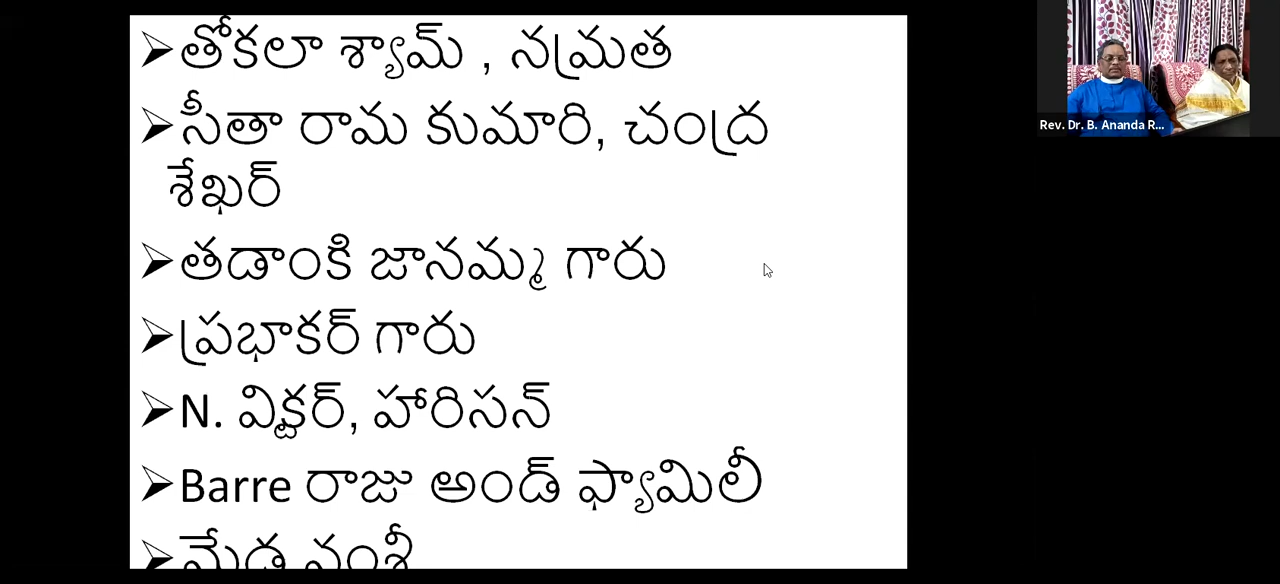 ➢తోకలా శ్యామ్ , నమ్రత
➢సీతా రామ కుమారి, చంద్ర
శేఖర్
➢తడాంకి జానమ్మ గారు
➢ప్రభాకర్ గారు
➢N. విక్టర్, హారిసన్
➢Barre రాజు అండ్ ఫ్యామిలీ
➢మేడ వంశీ
Rev. Dr. B. Ananda R...